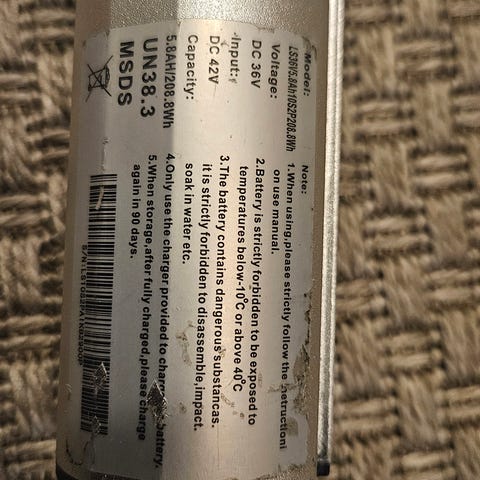 Model:
LS36V5.8Ah10S2P208.8Wh
Voltage:
DC 36V
Input:
DC 42V
Capacity:
5.8AH/208.8Wh
UN38.3
MSDS
Note:
1.When using,please strictly follow the
on use manual.
2.Battery is strictly forbidden to be exposed to
temperatures below-10°C or above 40°C
3.The battery contains dangerous substancas.
it is strictly forbidden to disassemble,impact.
soak in water etc.
4.Only use the charger provided to battery.
5.When storage,after fully charged,please charge
again in 90 days.